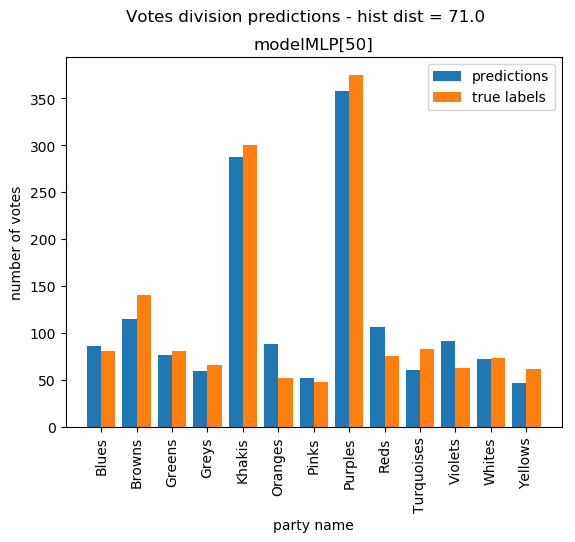 Votes division predictions - hist dist = 71.0
modelMLP[50]
predictions
true labels
number of votes
350
300
250
200
150
100
50
0
Blues
Browns
Greens
Greys
Khakis
Oranges
Pinks
Purples
Reds
Turquoises
Violets
Whites
Yellows
party name